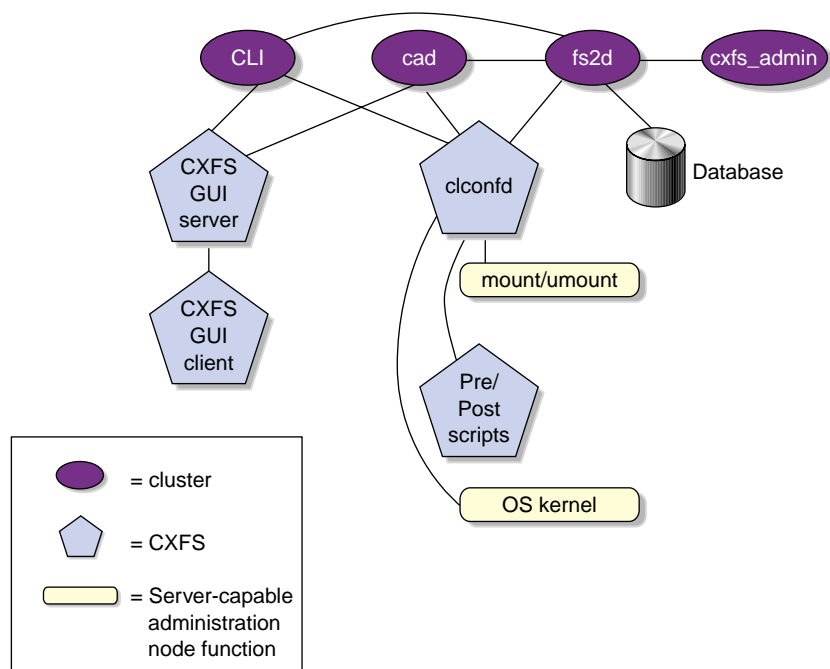 CLI
cad
fs2d
cxfs_admin
CXFS
GUI
server
clconfd
Database
mount/umount
CXFS
GUI
client
Pre/
Post
scripts
OS kernel
= cluster
= CXFS
= Server-capable
administration
node function